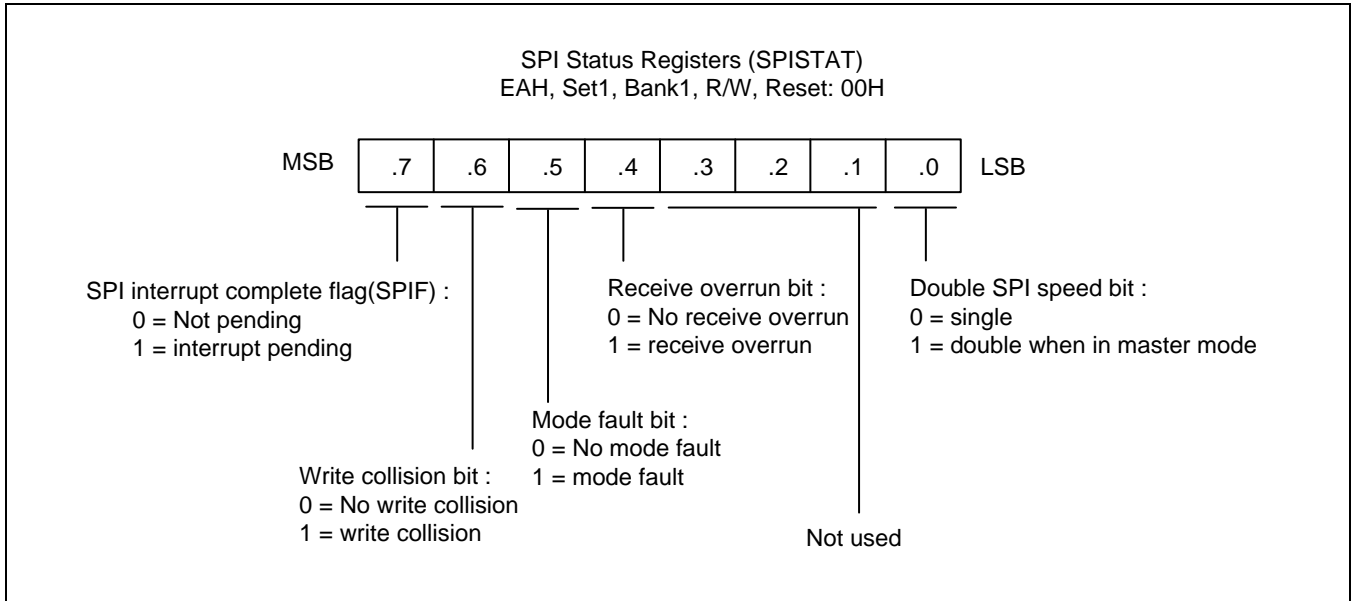 SPI Status Registers (SPISTAT)
EAH, Set1, Bank1, R/W, Reset: 00H
MSB .7 .6 .5 .4 .3 .2 .1 .0 LSB
SPI interrupt complete flag(SPIF) :
0 = Not pending
1 = interrupt pending
Receive overrun bit :
0 = No receive overrun
1 = receive overrun
Double SPI speed bit :
0 = single
1 = double when in master mode
Mode fault bit :
0 = No mode fault
1 = mode fault
Write collision bit :
0 = No write collision
1 = write collision
Not used